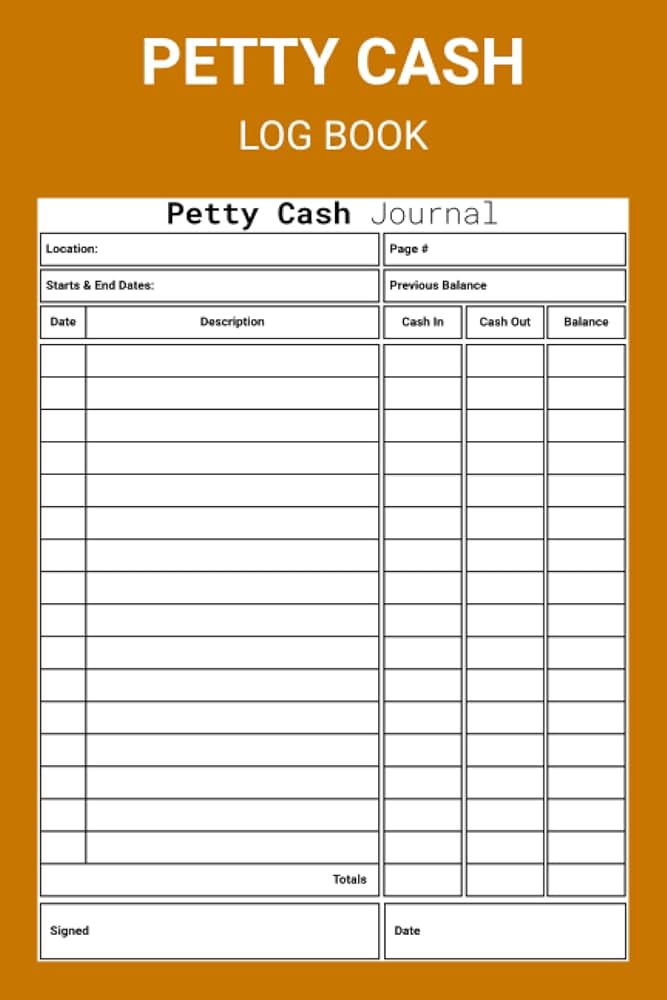 PETTY CASH
LOG BOOK
Petty Cash Journal
Location: Page #
Starts & End Dates: Previous Balance
Date Description Cash In Cash Out Balance
Totals
Signed Date